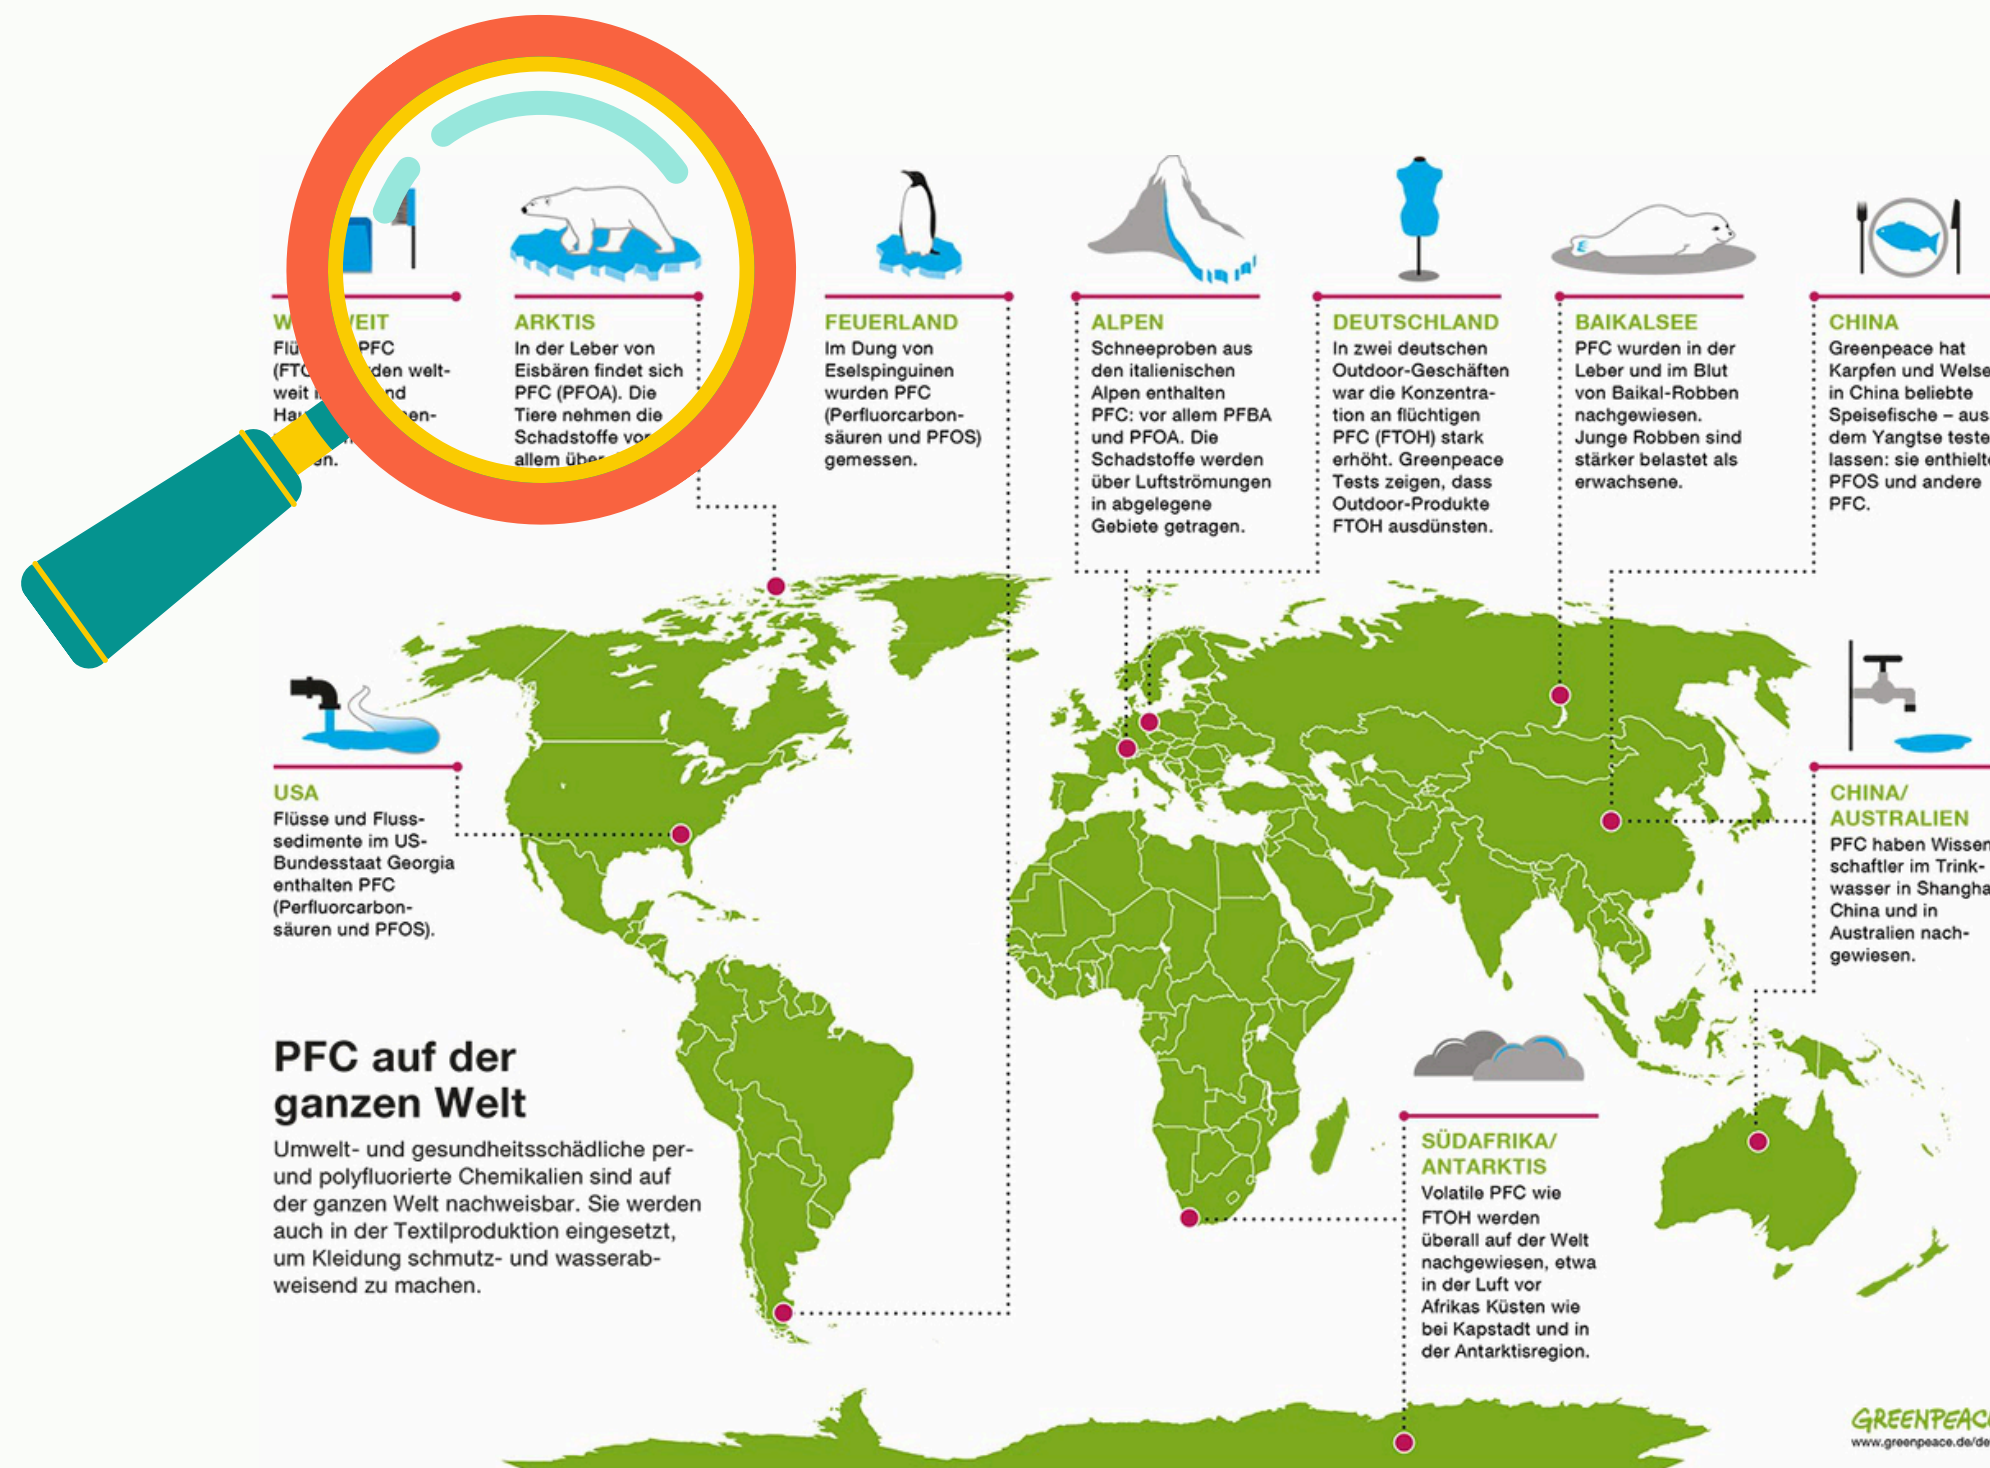 PFC
weit
ARKTIS
In der Leber von
Eisbären findet sich
PFC (PFOA). Die
Tiere nehmen die
Schadstoffe
allem
FEUERLAND
Im Dung von
Eselspinguinen
wurden PFC
(Perfluorcarbon-
säuren und PFOS)
gemessen.
ALPEN
Schneeproben aus
den italienischen
Alpen enthalten
PFC: vor allem PFBA
und PFOA. Die
Schadstoffe werden
über Luftströmungen
in abgelegene
Gebiete getragen.
DEUTSCHLAND
In zwei deutschen
Outdoor-Geschäften
war die Konzentra-
tion an flüchtigen
PFC (FTOH) stark
erhöht. Greenpeace
Tests zeigen, dass
Outdoor-Produkte
FTOH ausdünsten.
BAIKALSEE
PFC wurden in der
Leber und im Blut
von Baikal-Robben
nachgewiesen.
Junge Robben sind
stärker belastet als
erwachsene.
CHINA
Greenpeace hat
Karpfen und Welse
in China beliebte
Speisefische – aus
dem Yangtse teste
lassen: sie enthielte
PFOS und andere
PFC.
USA
Flüsse und Fluss-
sedimente im US-
Bundesstaat Georgia
enthalten PFC
(Perfluorcarbon-
säuren und PFOS).
CHINA/
AUSTRALIEN
PFC haben Wissen
schaftler im Trink-
wasser in Shangha
China und in
Australien nach-
gewiesen.
PFC auf der
ganzen Welt
Umwelt- und gesundheitsschädliche per-
und polyfluorierte Chemikalien sind auf
der ganzen Welt nachweisbar. Sie werden
auch in der Textilproduktion eingesetzt,
um Kleidung schmutz- und wasserab-
weisend zu machen.
SÜDAFRIKA/
ANTARKTIS
Volatile PFC wie
FTOH werden
überall auf der Welt
nachgewiesen, etwa
in der Luft vor
Afrikas Küsten wie
bei Kapstadt und in
der Antarktisregion.
GREENPEAC
www.greenpeace.de/de